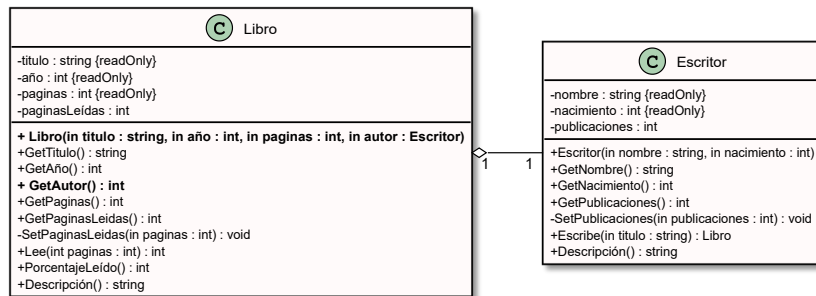 C Libro
-titulo : string {readOnly}
-año : int {readOnly}
-paginas : int {readOnly}
-paginasLeídas : int
+ Libro(in titulo : string, in año : int, in paginas : int, in autor : Escritor)
+GetTitulo() : string
+GetAño() : int
+ GetAutor() : int
+GetPaginas() : int
+GetPaginasLeidas() : int
-SetPaginasLeidas(in paginas : int) : void
+Lee(int paginas : int) : int
+PorcentajeLeído() : int
+Descripción() : string
1 1
C Escritor
-nombre : string {readOnly}
-nacimiento : int {readOnly}
-publicaciones : int
+Escritor(in nombre : string, in nacimiento : int)
+GetNombre() : string
+GetNacimiento() : int
+GetPublicaciones() : int
-SetPublicaciones(in publicaciones : int) : void
+Escribe(in titulo : string) : Libro
+Descripción() : string